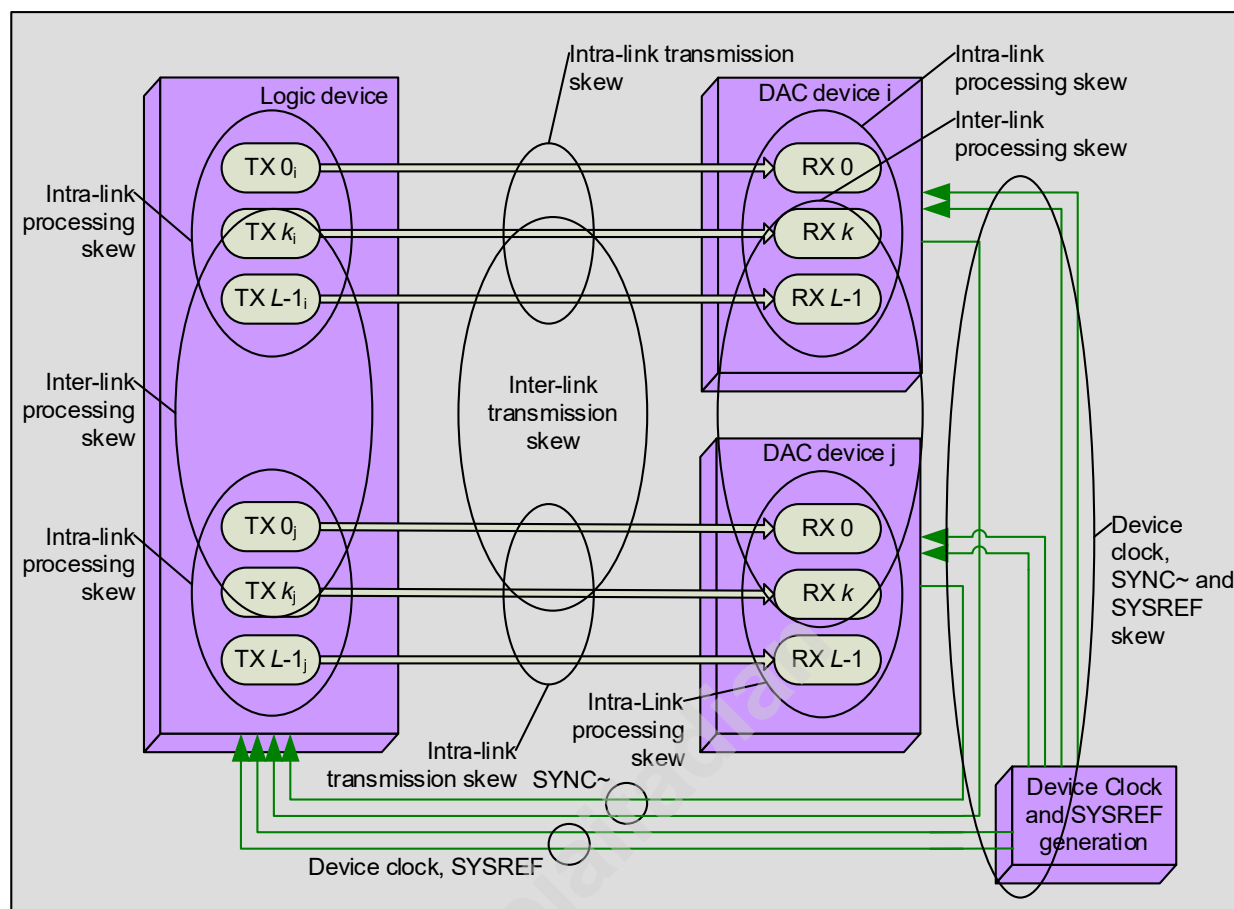 Intra-link transmission
skew
Intra-link
processing skew
Inter-link
processing skew
Logic device
DAC device i
TX 0i
RX 0
Intra-link
processing
skew
TX ki
RX k
TX L-1i
RX L-1
Inter-link
processing
skew
Inter-link
transmission
skew
DAC device j
TX 0j
RX 0
Intra-link
processing
skew
TX kj
RX k
Device
clock,
SYNC~ and
SYSREF
skew
TX L-1j
RX L-1
Intra-Link
processing
skew
Intra-link
transmission skew
SYNC~
Device Clock
and SYSREF
generation
Device clock, SYSREF